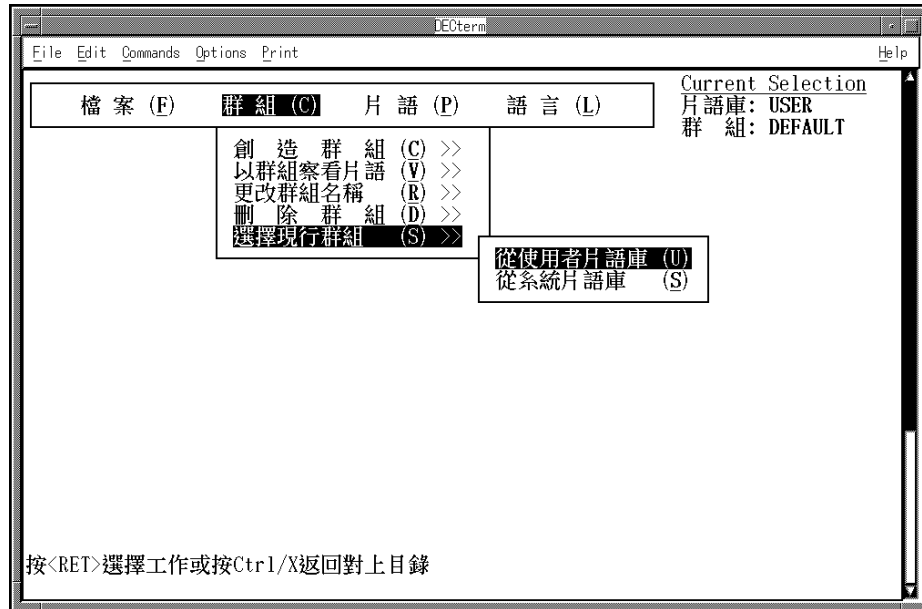 DECterm
File Edit Commands Options Print Help
Current Selection
片語庫: USER
群 組: DEFAULT
檔 案 (F) 群 組 (C) 片 語 (P) 語 言 (L)
創 造 群 組 (C) >>
以群組察看片語 (V) >>
更改群組名稱 (R) >>
刪 除 群 組 (D) >>
選擇現行群組 (S) >>
從使用者片語庫 (U)
從系統片語庫 (S)
按<RET>選擇工作或按Ctrl/X返回對上目錄